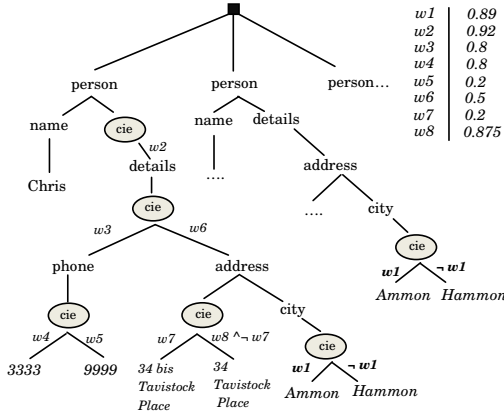 w1 0.89
w2 0.92
w3 0.8
w4 0.8
w5 0.2
w6 0.5
w7 0.2
w8 0.875
person person person...
name cie name details
w2
Chris details .... address
cie .... city
w3 w6 cie
phone address w1 ¬ w1
Ammon Hammon
cie cie city
w4 w5 w7 w8 ^¬ w7 cie
3333 9999 34 bis 34 w1 ¬ w1
Tavistock Tavistock
Place Place Ammon Hammon